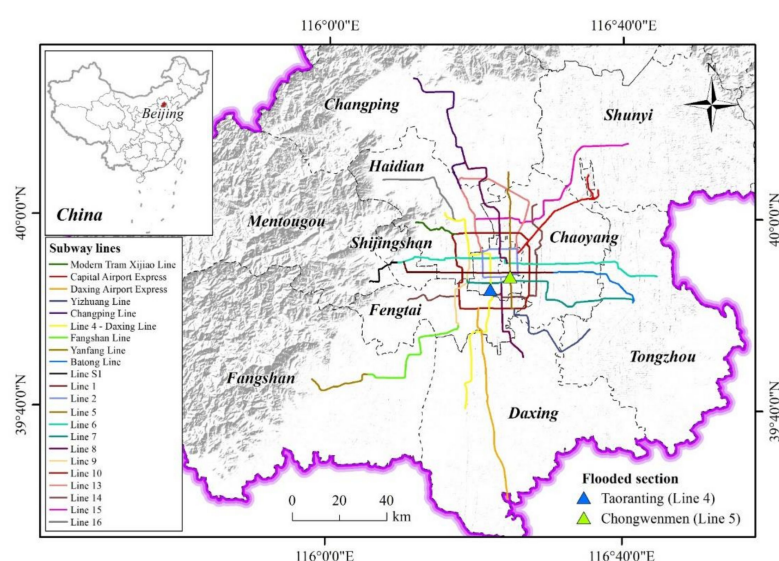 116°0'0"E
116°40'0"E
Beijing
China
N
Changping
Shunyi
Haidian
Mentougou
Chaoyang
Shijingshan
Fengtai
Tongzhou
Fangshan
Daxing
40°0'0"N
40°0'0"N
39°40'0"N
39°40'0"N
Subway lines
Modern Tram Xijiao Line
Capital Airport Express
Daxing Airport Express
Yizhuang Line
Changping Line
Line 4 - Daxing Line
Fangshan Line
Yanfang Line
Batong Line
Line S1
Line 1
Line 2
Line 5
Line 6
Line 7
Line 8
Line 9
Line 10
Line 13
Line 14
Line 15
Line 16
0 20 40
km
Flooded section
Taoranting (Line 4)
Chongwenmen (Line 5)
116°0'0"E
116°40'0"E